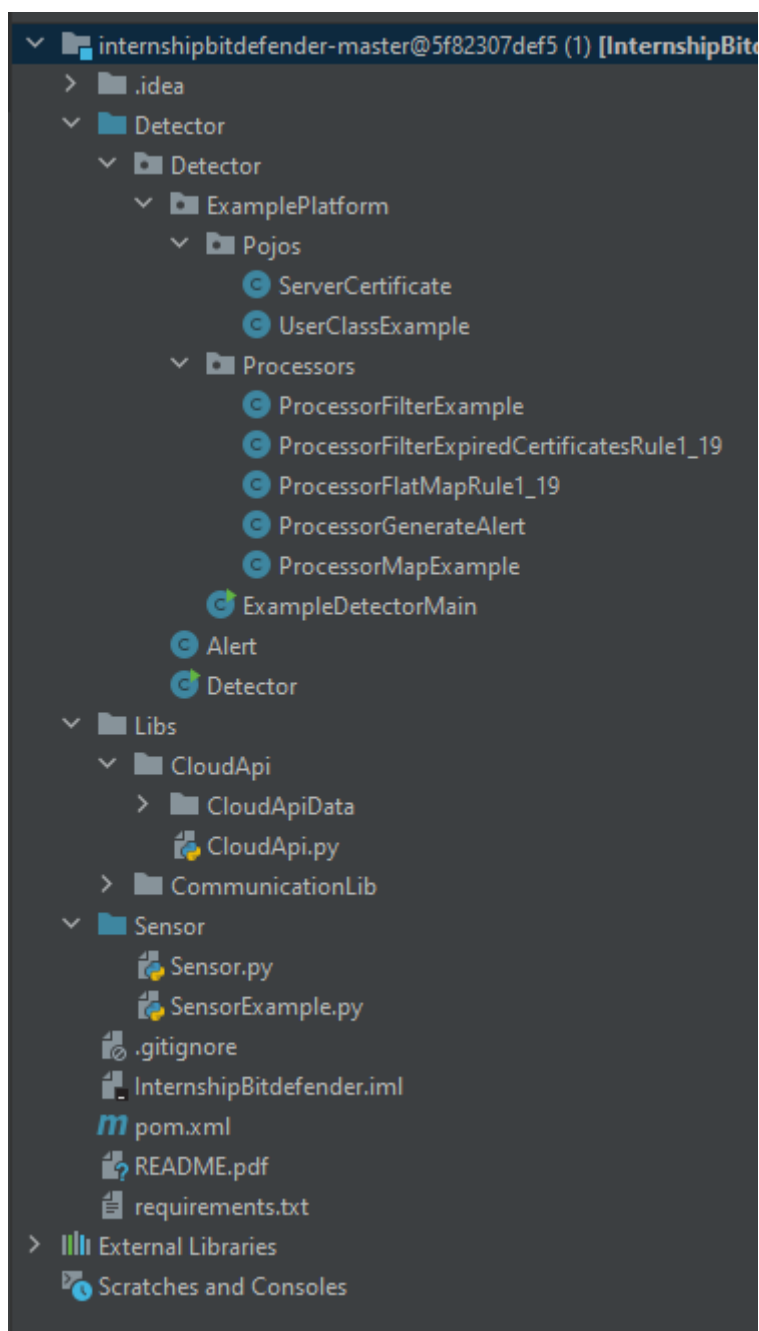 internshipbitdefender-master@5f82307def5 (1) [InternshipBit
.idea
Detector
Detector
ExamplePlatform
Pojos
ServerCertificate
UserClassExample
Processors
ProcessorFilterExample
ProcessorFilterExpiredCertificatesRule1_19
ProcessorFlatMapRule1_19
ProcessorGenerateAlert
ProcessorMapExample
ExampleDetectorMain
Alert
Detector
Libs
CloudApi
CloudApiData
CloudApi.py
CommunicationLib
Sensor
Sensor.py
SensorExample.py
.gitignore
InternshipBitdefender.iml
pom.xml
README.pdf
requirements.txt
External Libraries
Scratches and Consoles